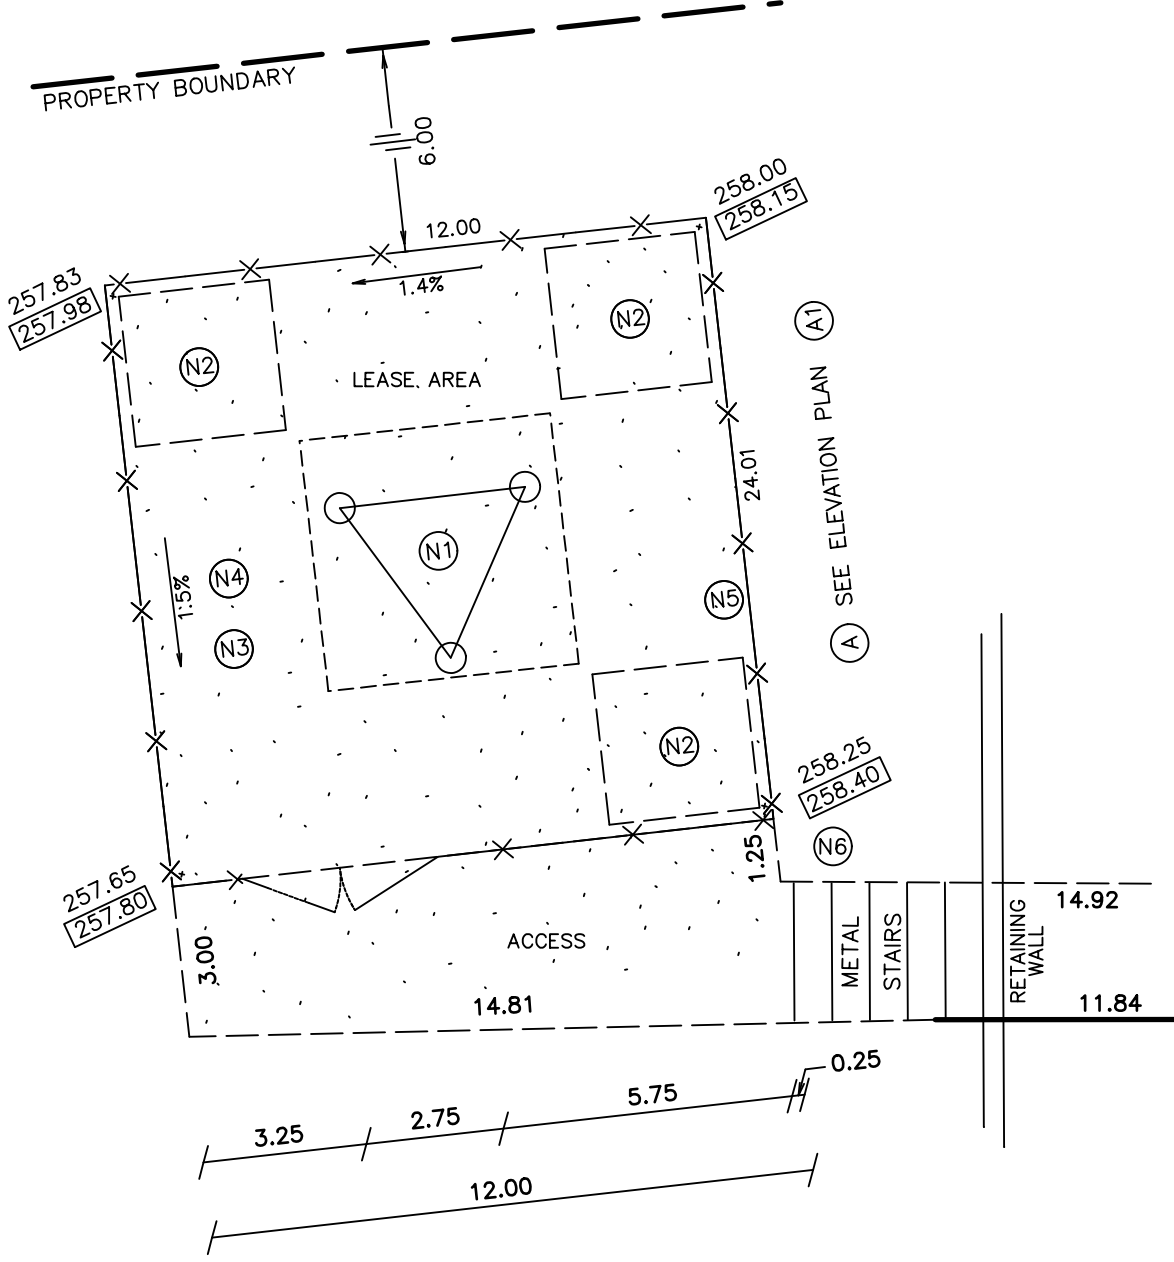 PROPERTY BOUNDARY
6.00
12.00
258.00
258.15
257.83
257.98
1.4%
N2
N2
A1
LEASE AREA
SEE ELEVATION PLAN
24.01
N1
N4
1:5%
N5
N3
A
N2
258.25
258.40
1.25
N6
257.65
257.80
14.92
3.00
ACCESS
METAL
STAIRS
RETAINING
WALL
14.81
11.84
0.25
5.75
2.75
3.25
12.00